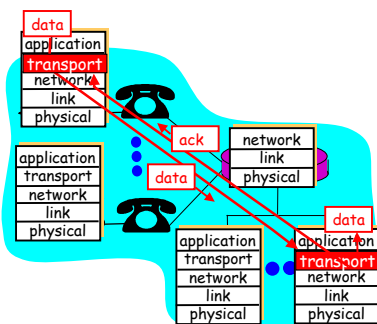 data
application
transport
network
link
physical
ack
network
link
physical
application
transport
network
link
physical
data
data
application
transport
network
link
physical
application
transport
network
link
physical